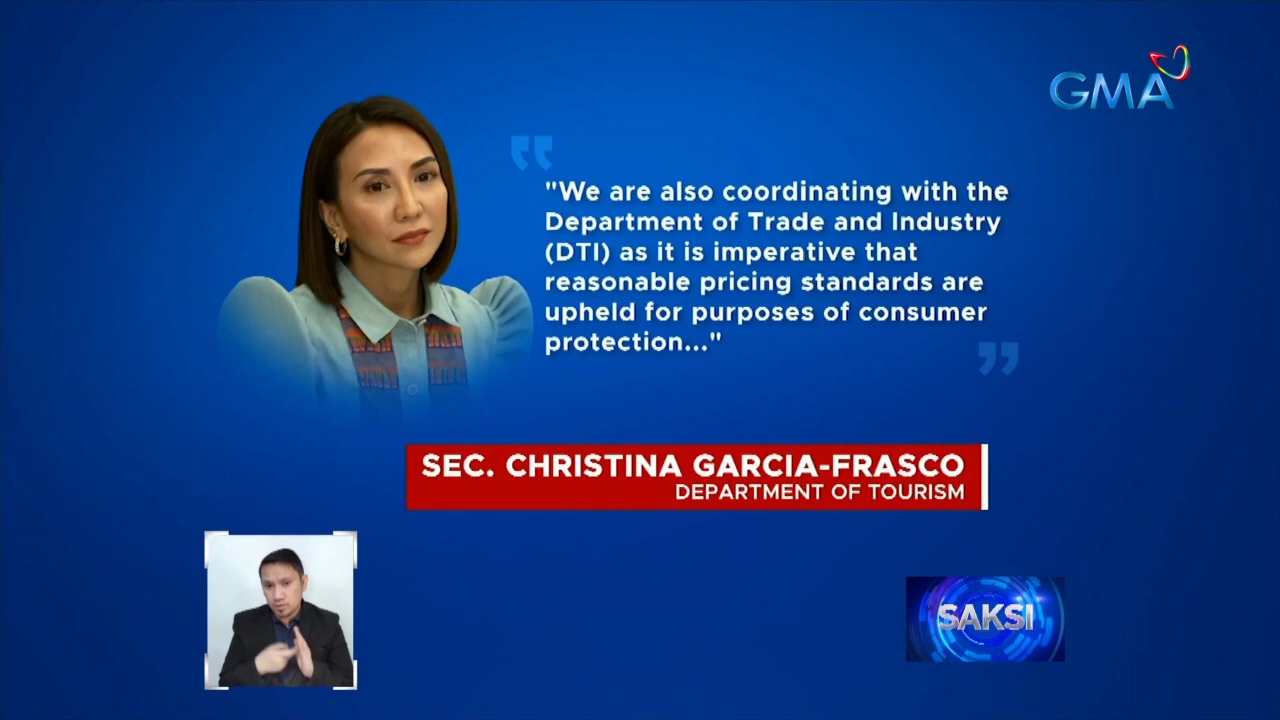 GMA
"We are also coordinating with the
Department of Trade and Industry
(DTI) as it is imperative that
reasonable pricing standards are
upheld for purposes of consumer
protection..."
SEC. CHRISTINA GARCIA-FRASCO
DEPARTMENT OF TOURISM
SAKSI